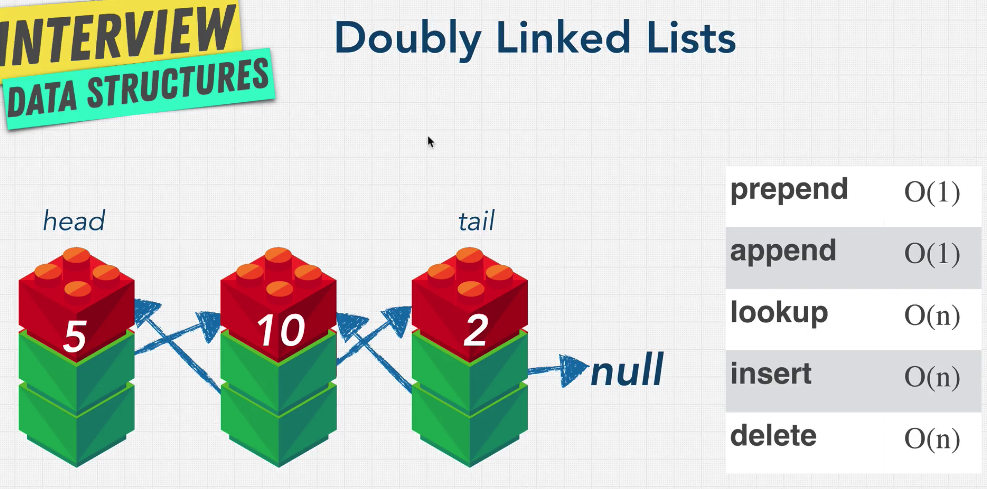 INTERVIEW
DATA STRUCTURES
Doubly Linked Lists
head
tail
5
10
2
null
prepend O(1)
append O(1)
lookup O(n)
insert O(n)
delete O(n)